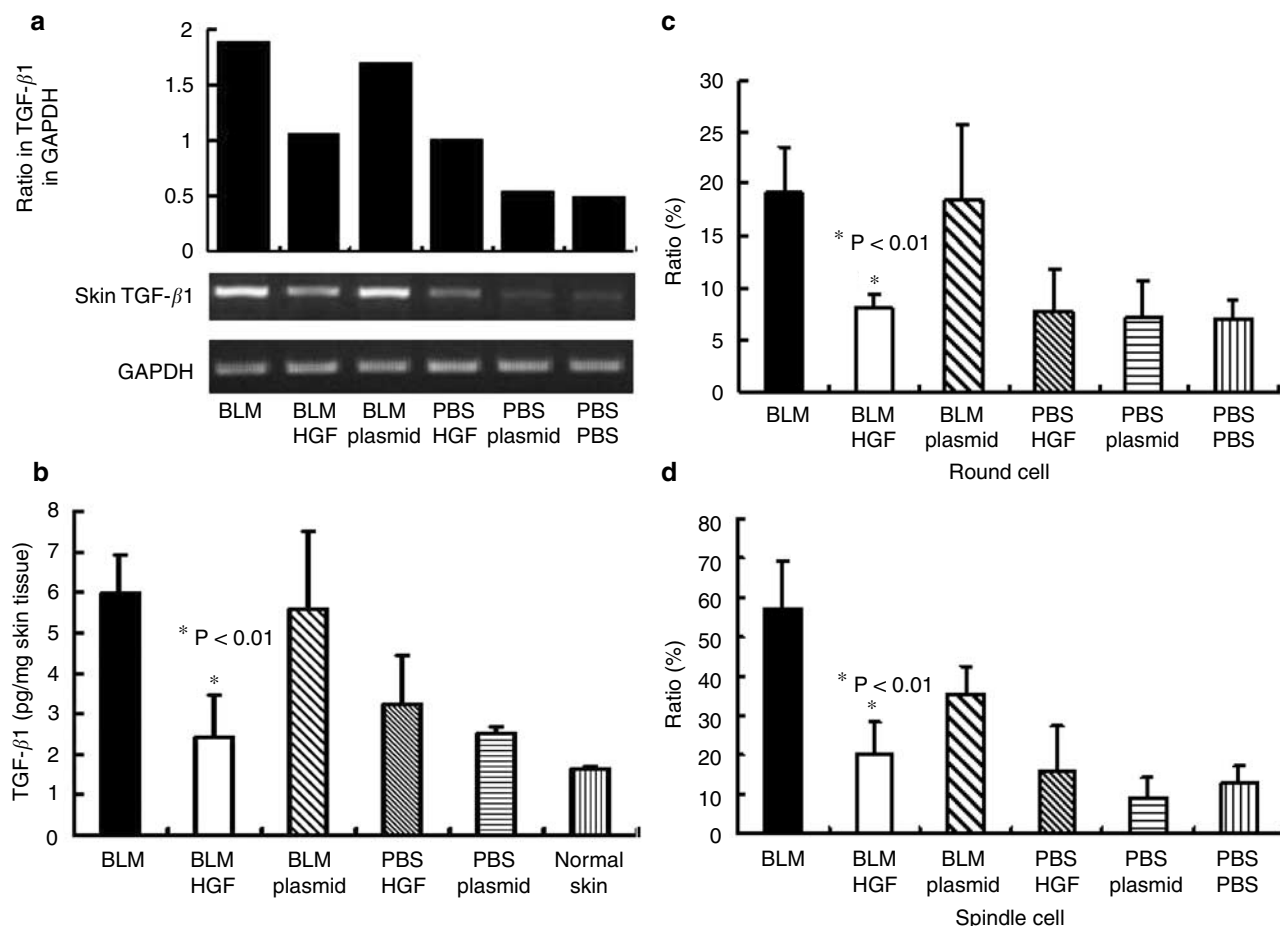 a
Ratio in TGF-β1
in GAPDH
2
1.5
1
0.5
0
Skin TGF-β1
GAPDH
BLM
BLM
HGF
BLM
plasmid
PBS
HGF
PBS
plasmid
PBS
PBS
b
TGF-β1 (pg/mg skin tissue)
8
7
6
5
4
3
2
1
0
* P < 0.01
*
BLM
BLM
HGF
BLM
plasmid
PBS
HGF
PBS
plasmid
Normal
skin
c
Ratio (%)
30
25
20
15
10
5
0
* P < 0.01
*
BLM
BLM
HGF
BLM
plasmid
PBS
HGF
PBS
plasmid
PBS
PBS
Round cell
d
Ratio (%)
80
70
60
50
40
30
20
10
0
* P < 0.01
*
BLM
BLM
HGF
BLM
plasmid
PBS
HGF
PBS
plasmid
PBS
PBS
Spindle cell